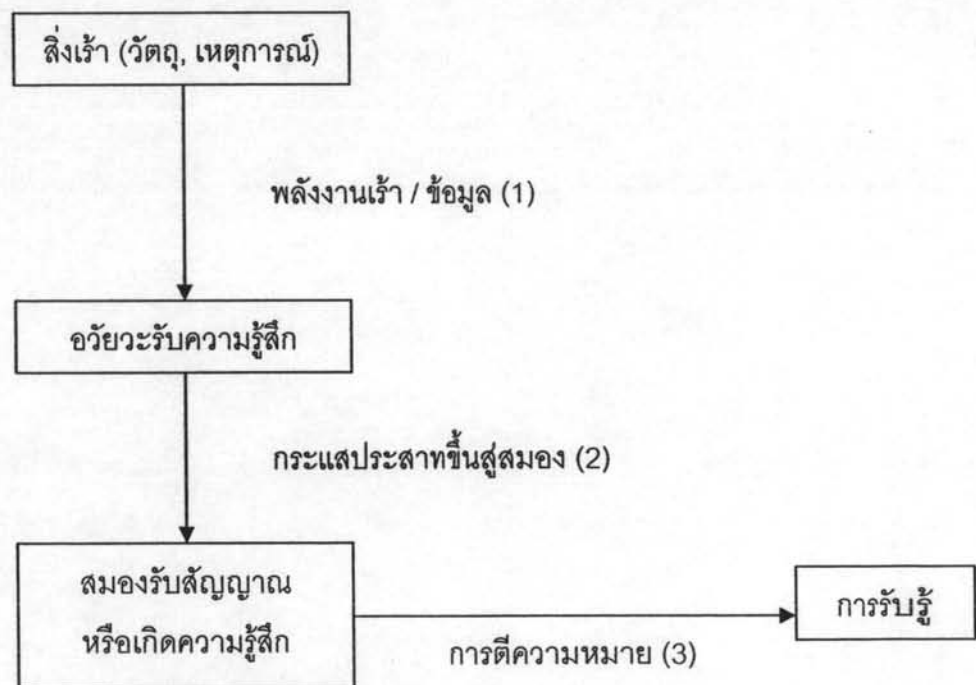 สิ่งเร้า (วัตถุ, เหตุการณ์)
พลังงานเร้า / ข้อมูล (1)
อวัยวะรับความรู้สึก
กระแสประสาทขึ้นสู่สมอง (2)
สมองรับสัญญาณ
หรือเกิดความรู้สึก
การตีความหมาย (3)
การรับรู้